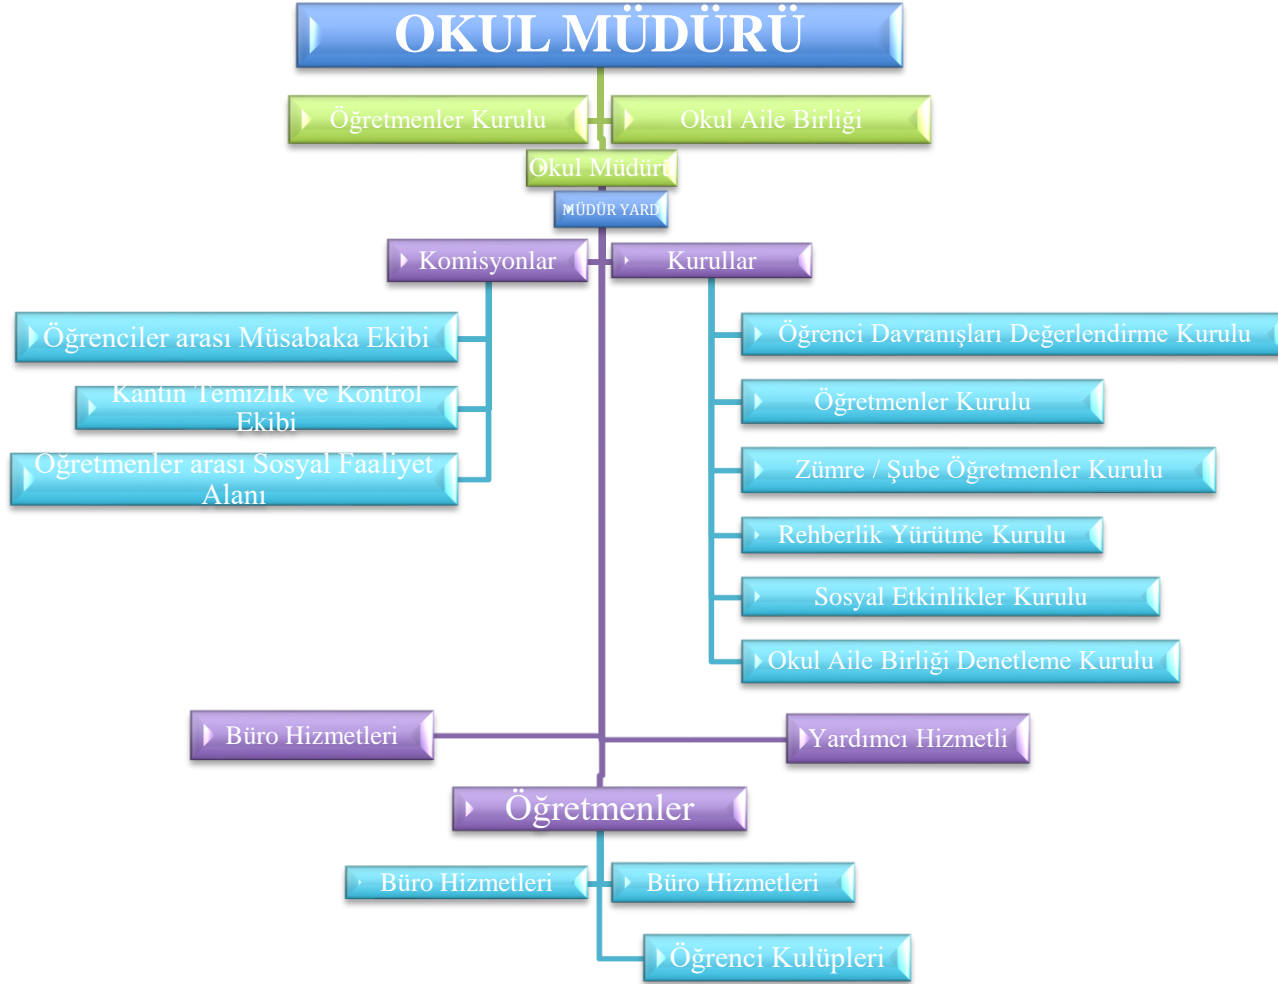 OKUL MÜDÜRÜ
Öğretmenler Kurulu
Okul Aile Birliği
Okul Müdürü
MÜDÜR YARD
Komisyonlar
Kurullar
Öğrenciler arası Müsabaka Ekibi
Kantin Temizlik ve Kontrol
Ekibi
Öğretmenler arası Sosyal Faaliyet
Alanı
Öğrenci Davranışları Değerlendirme Kurulu
Öğretmenler Kurulu
Zümre / Şube Öğretmenler Kurulu
Rehberlik Yürütme Kurulu
Sosyal Etkinlikler Kurulu
Okul Aile Birliği Denetleme Kurulu
Büro Hizmetleri
Yardımcı Hizmetli
Öğretmenler
Büro Hizmetleri
Büro Hizmetleri
Öğrenci Kulüpleri